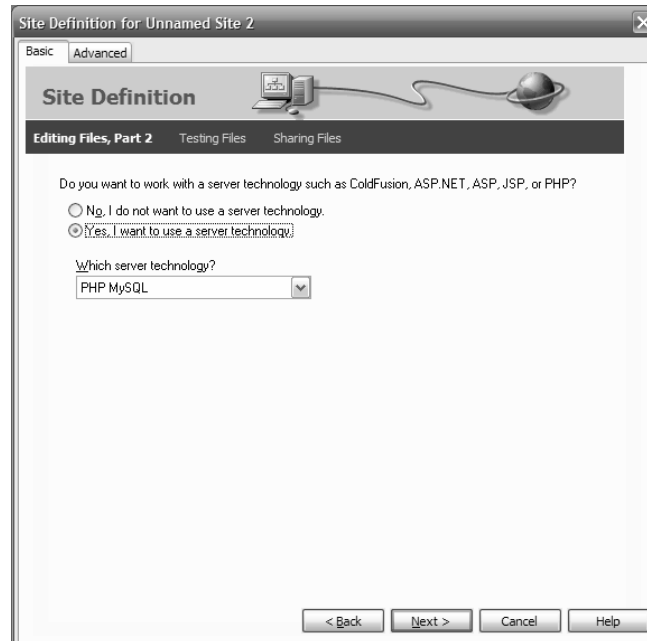 Site Definition for Unnamed Site 2
Basic Advanced
Site Definition
Editing Files, Part 2 Testing Files Sharing Files
Do you want to work with a server technology such as ColdFusion, ASP.NET, ASP, JSP, or PHP?
No, I do not want to use a server technology.
Yes, I want to use a server technology.
Which server technology?
PHP MySQL
< Back Next > Cancel Help